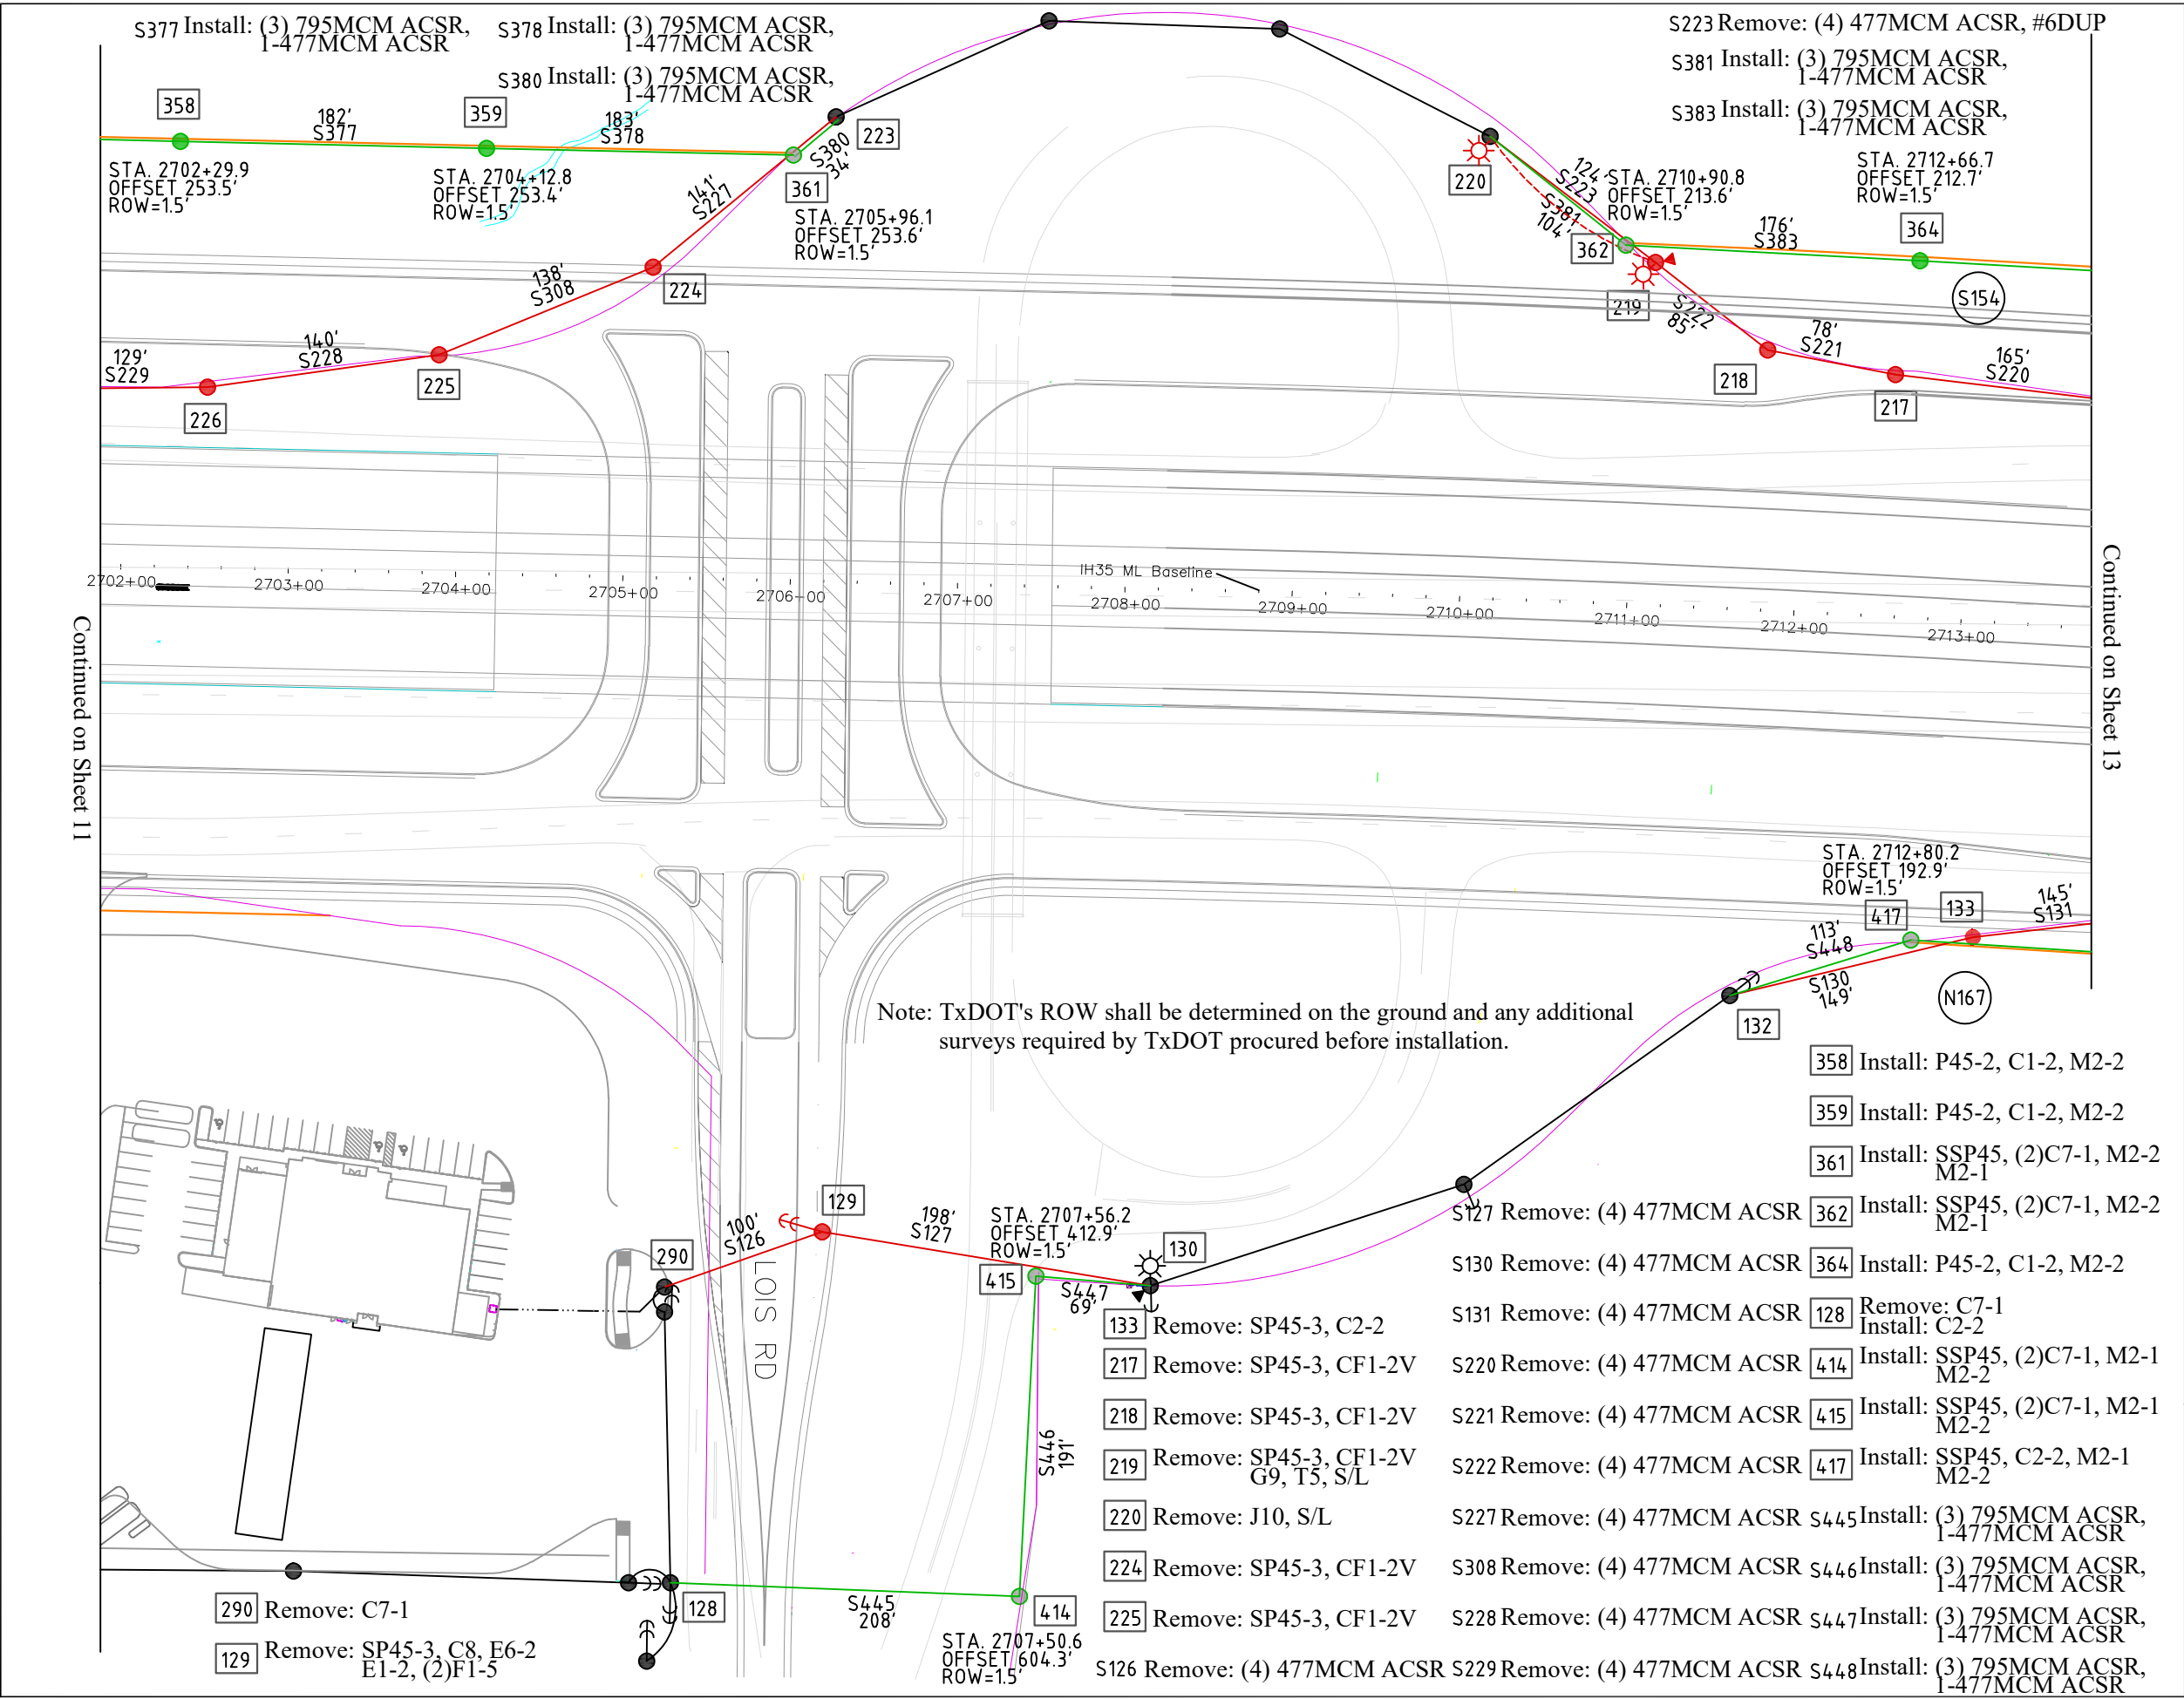 S377 Install: (3) 795MCM ACSR,
1-477MCM ACSR
S378 Install: (3) 795MCM ACSR,
1-477MCM ACSR
S380 Install: (3) 795MCM ACSR,
1-477MCM ACSR
S223 Remove: (4) 477MCM ACSR, #6DUP
S381 Install: (3) 795MCM ACSR,
1-477MCM ACSR
S383 Install: (3) 795MCM ACSR,
1-477MCM ACSR
358
182'
S377
359
183'
S378
223
S380
34'
361
STA. 2702+29.9
OFFSET 253.5'
ROW=1.5'
STA. 2704+12.8
OFFSET 253.4'
ROW=1.5'
141'
S227
STA. 2705+96.1
OFFSET 253.6'
ROW=1.5'
220
124'
S223
S381
104'
STA. 2710+90.8
OFFSET 213.6'
ROW=1.5'
STA. 2712+66.7
OFFSET 212.7'
ROW=1.5'
362
176'
S383
364
138'
S308
224
219
S222
85'
S154
129'
S229
140'
S228
225
226
78'
S221
218
165'
S220
217
IH35 ML Baseline
2702+00
2703+00
2704+00
2705+00
2706+00
2707+00
2708+00
2709+00
2710+00
2711+00
2712+00
2713+00
Continued on Sheet 11
Continued on Sheet 13
STA. 2712+80.2
OFFSET 192.9'
ROW=1.5'
417
133
145'
S131
113'
S448
S130
149'
N167
132
Note: TxDOT's ROW shall be determined on the ground and any additional
surveys required by TxDOT procured before installation.
129
100'
S126
290
198'
S127
STA. 2707+56.2
OFFSET 412.9'
ROW=1.5'
130
415
S447
69'
LOIS RD
S446
191'
128
S445
208'
414
STA. 2707+50.6
OFFSET 604.3'
ROW=1.5'
290 Remove: C7-1
129 Remove: SP45-3, C8, E6-2
E1-2, (2)F1-5
133 Remove: SP45-3, C2-2
217 Remove: SP45-3, CF1-2V
218 Remove: SP45-3, CF1-2V
219 Remove: SP45-3, CF1-2V
G9, T5, S/L
220 Remove: J10, S/L
224 Remove: SP45-3, CF1-2V
225 Remove: SP45-3, CF1-2V
S126 Remove: (4) 477MCM ACSR
S127 Remove: (4) 477MCM ACSR
S130 Remove: (4) 477MCM ACSR
S131 Remove: (4) 477MCM ACSR
S220 Remove: (4) 477MCM ACSR
S221 Remove: (4) 477MCM ACSR
S222 Remove: (4) 477MCM ACSR
S227 Remove: (4) 477MCM ACSR
S308 Remove: (4) 477MCM ACSR
S228 Remove: (4) 477MCM ACSR
S229 Remove: (4) 477MCM ACSR
358 Install: P45-2, C1-2, M2-2
359 Install: P45-2, C1-2, M2-2
361 Install: SSP45, (2)C7-1, M2-2
M2-1
362 Install: SSP45, (2)C7-1, M2-2
M2-1
364 Install: P45-2, C1-2, M2-2
128 Remove: C7-1
Install: C2-2
414 Install: SSP45, (2)C7-1, M2-1
M2-2
415 Install: SSP45, (2)C7-1, M2-1
M2-2
417 Install: SSP45, C2-2, M2-1
M2-2
S445 Install: (3) 795MCM ACSR,
1-477MCM ACSR
S446 Install: (3) 795MCM ACSR,
1-477MCM ACSR
S447 Install: (3) 795MCM ACSR,
1-477MCM ACSR
S448 Install: (3) 795MCM ACSR,
1-477MCM ACSR